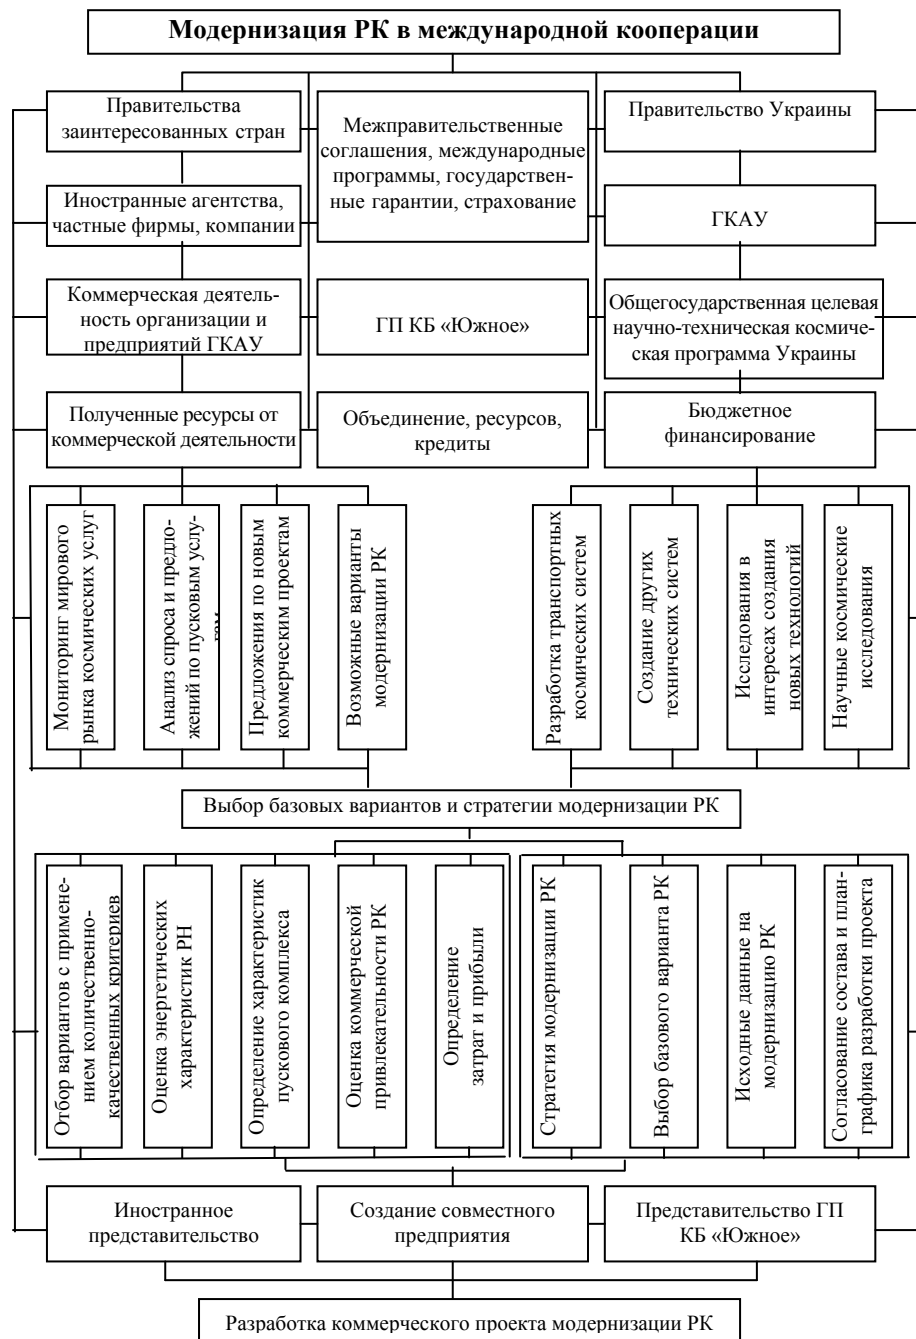 Модернизация РК в международной кооперации
Правительства
заинтересованных стран
Межправительственные
соглашения, международные
программы, государствен-
ные гарантии, страхование
Правительство Украины
Иностранные агентства,
частные фирмы, компании
ГКАУ
Коммерческая деятель-
ность организации и
предприятий ГКАУ
ГП КБ «Южное»
Общегосударственная целевая
научно-техническая космиче-
ская программа Украины
Полученные ресурсы от
коммерческой деятельности
Объединение, ресурсов,
кредиты
Бюджетное
финансирование
Мониторинг мирового
рынка космических услуг
Анализ спроса и предло-
жений по пусковым услу-
гам
Предложения по новым
коммерческим проектам
Возможные варианты
модернизации РК
Разработка транспортных
космических систем
Создание других
технических систем
Исследования в
интересах создания
новых технологий
Научные космические
исследования
Выбор базовых вариантов и стратегии модернизации РК
Отбор вариантов с примене-
нием количественно-
качественных критериев
Оценка энергетических
характеристик РН
Определение характеристик
пускового комплекса
Оценка коммерческой
привлекательности РК
Определение
затрат и прибыли
Стратегия модернизации РК
Выбор базового варианта РК
Исходные данные на
модернизацию РК
Согласование состава и план-
графика разработки проекта
Иностранное
представительство
Создание совместного
предприятия
Представительство ГП
КБ «Южное»
Разработка коммерческого проекта модернизации РК